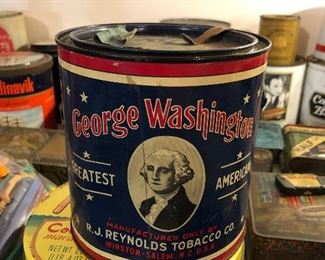 George Washington
GREATEST AMERICAN
MANUFACTURED ONLY BY
R.J. REYNOLDS TOBACCO CO.
WINSTON-SALEM N.C. U.S.A.